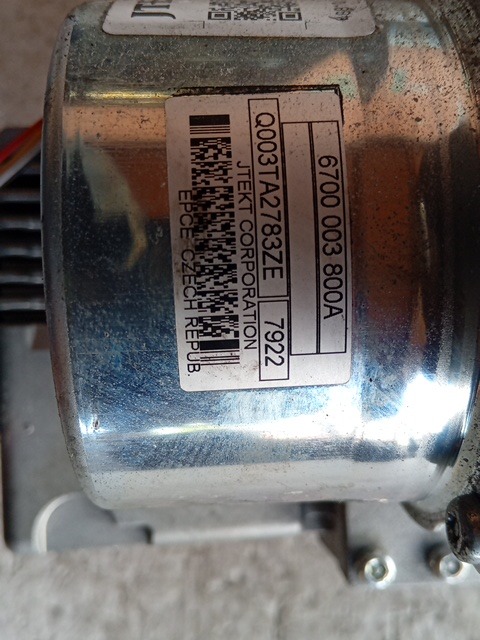 6700 003 800A
Q003TA2783ZE 7922
JTEKT CORPORATION
EPCE, CZECH REPUB.